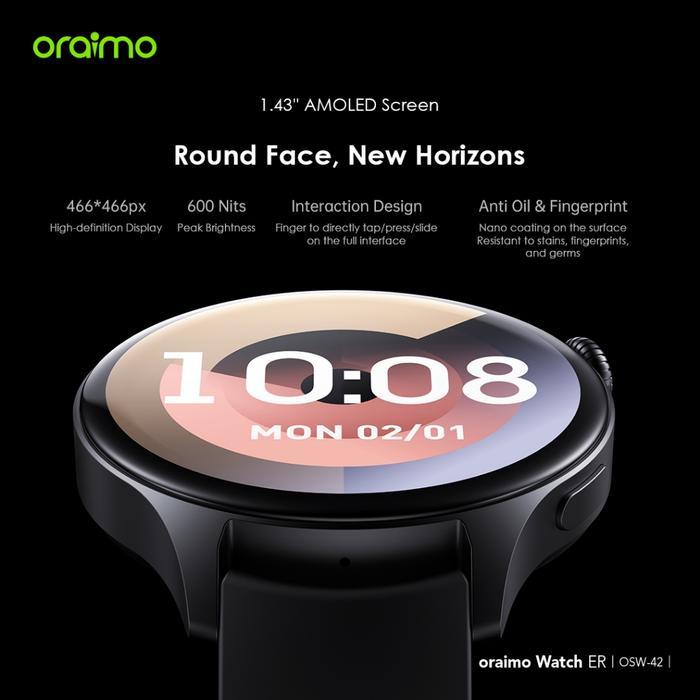 oraimo
1.43" AMOLED Screen
Round Face, New Horizons
466*466px
High-definition Display
600 Nits
Peak Brightness
Interaction Design
Finger to directly tap/press/slide
on the full interface
Anti Oil & Fingerprint
Nano coating on the surface
Resistant to stains, fingerprints,
and germs
10:08
MON 02/01
oraimo Watch ER | OSW-42 |